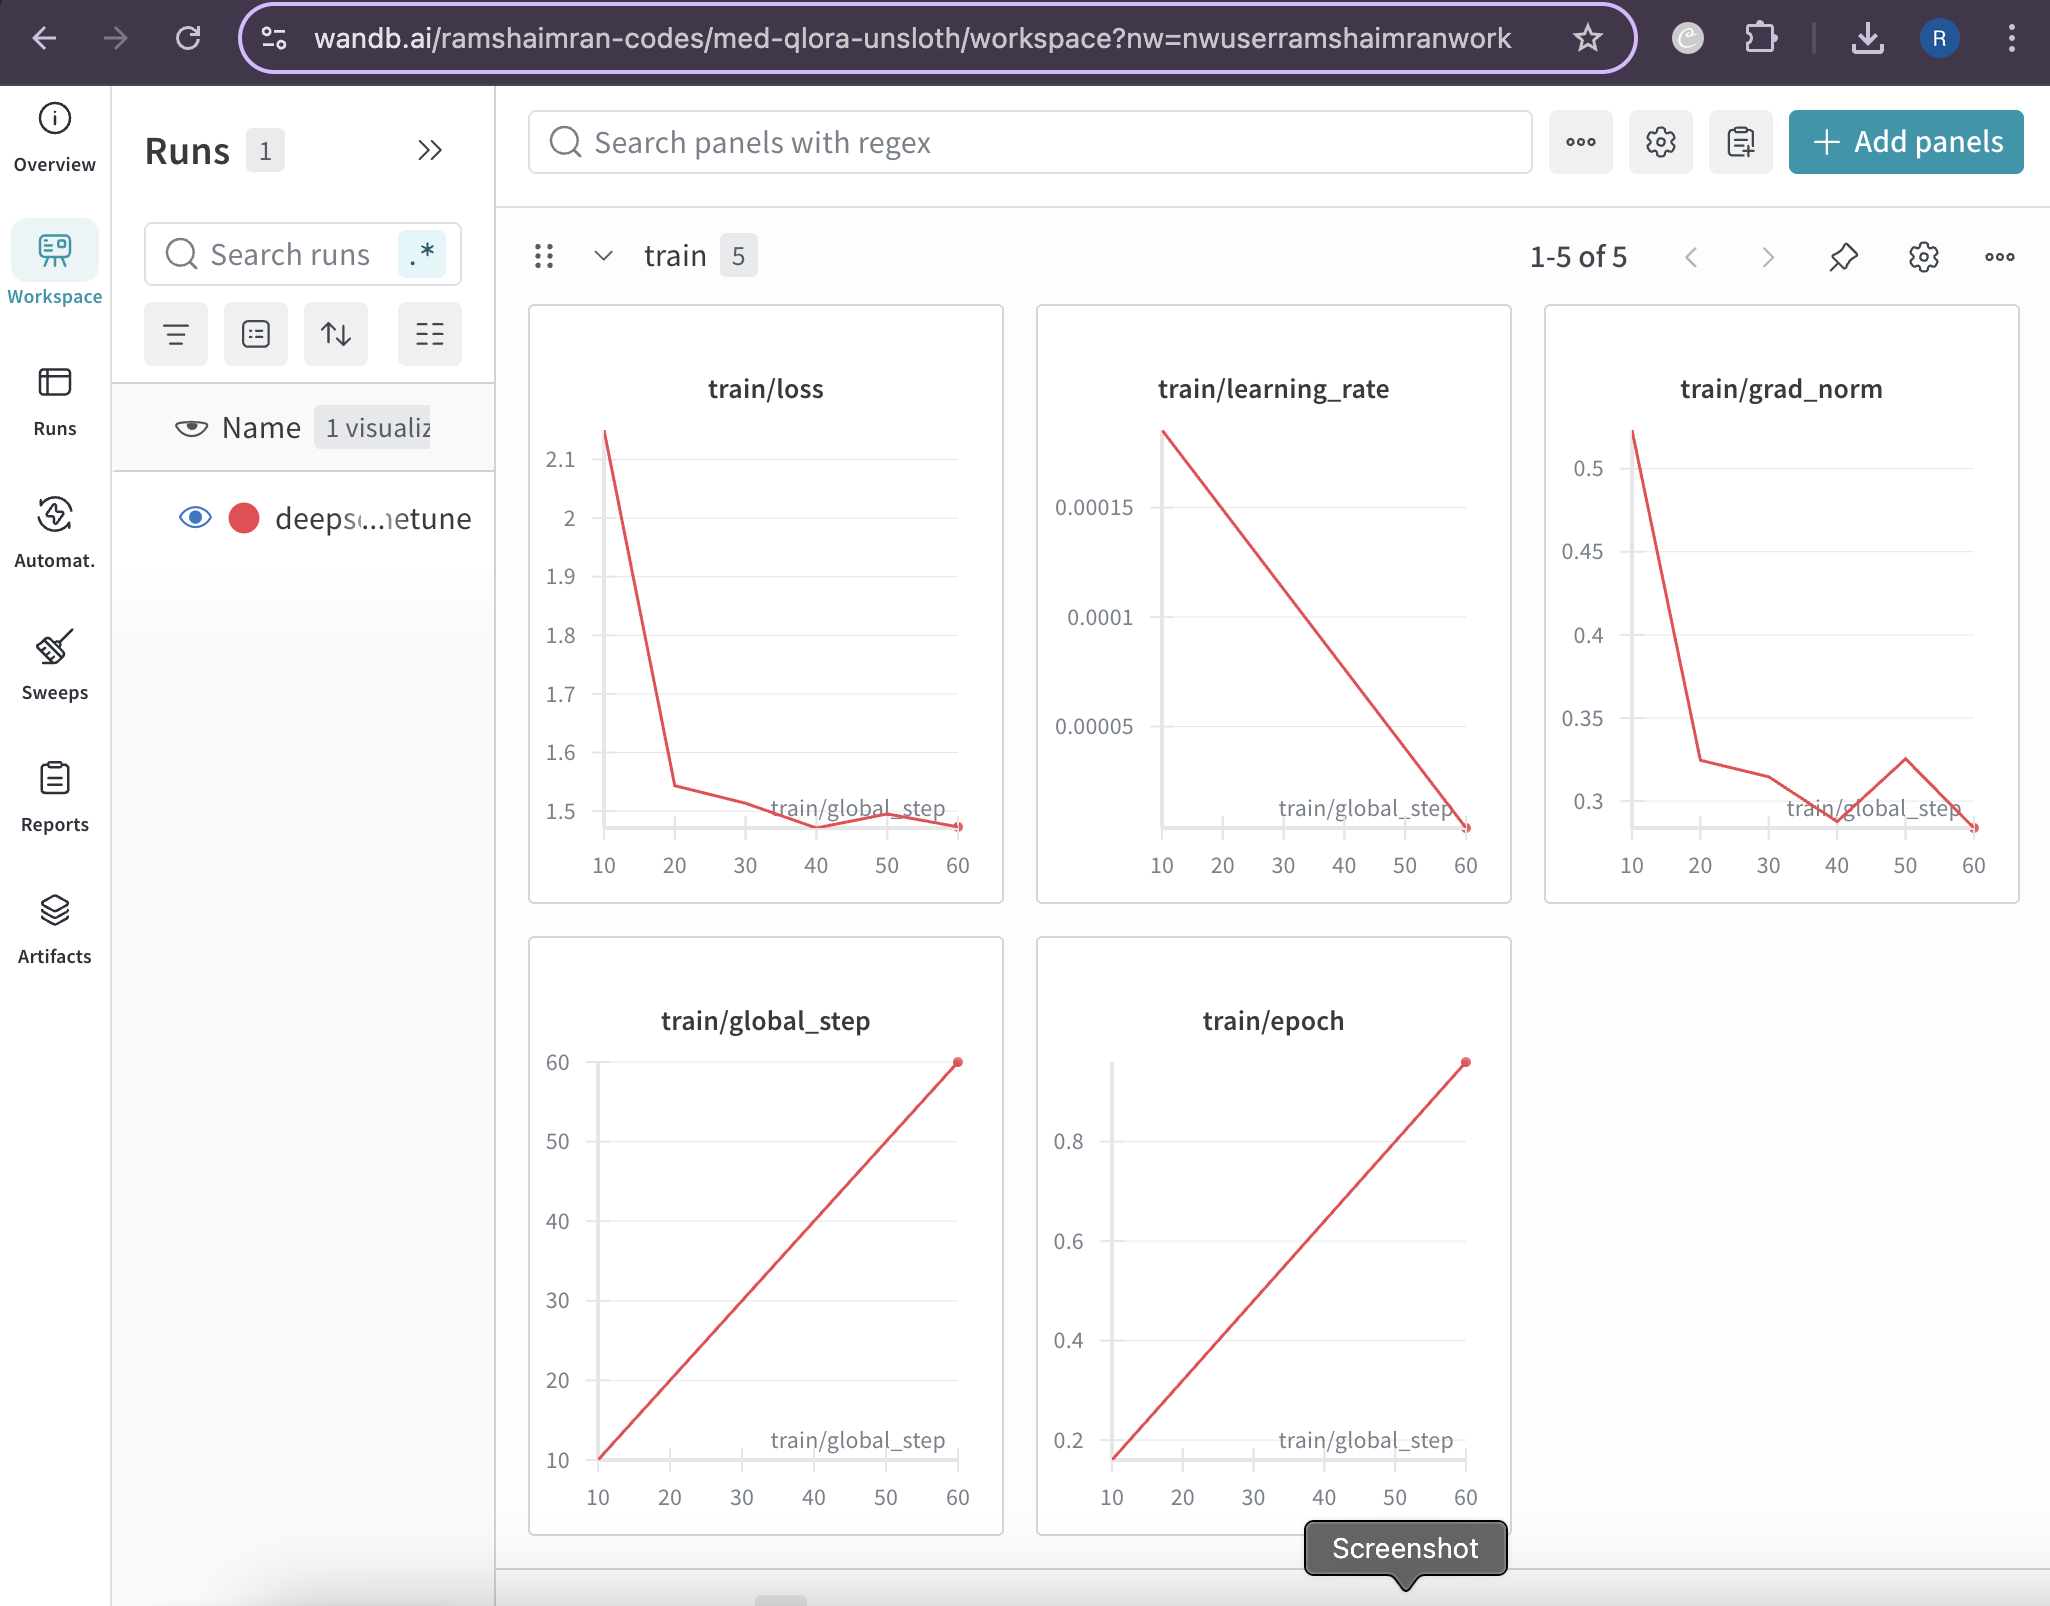 wandb.ai/ramshaimran-codes/med-qlora-unsloth/workspace?nw=nwuserramshaimranwork
R
Overview
Workspace
Runs
Automat.
Sweeps
Reports
Artifacts
Runs 1
Search runs .*
Name 1 visualiz
deepse...netune
Search panels with regex
Add panels
train 5
1-5 of 5
train/loss
2.1
2
1.9
1.8
1.7
1.6
1.5
train/global_step
10 20 30 40 50 60
train/learning_rate
0.00015
0.0001
0.00005
train/global_step
10 20 30 40 50 60
train/grad_norm
0.5
0.45
0.4
0.35
0.3
train/global_step
10 20 30 40 50 60
train/global_step
60
50
40
30
20
10
train/global_step
10 20 30 40 50 60
train/epoch
0.8
0.6
0.4
0.2
train/global_step
10 20 30 40 50 60
Screenshot